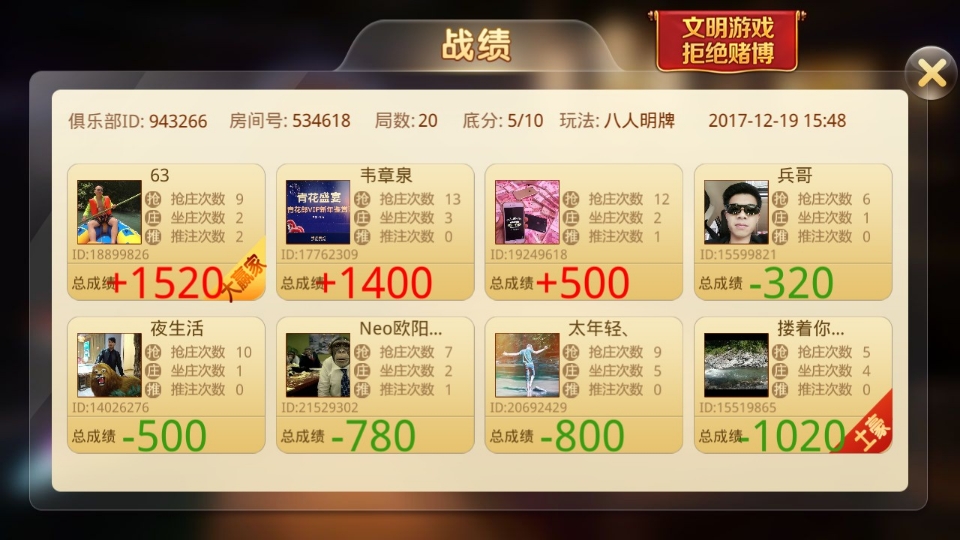 战绩
文明游戏
拒绝赌博
俱乐部ID: 943266 房间号: 534618 局数: 20 底分: 5/10 玩法: 八人明牌 2017-12-19 15:48
63
抢 抢庄次数 9
庄 坐庄次数 2
推 推注次数 2
ID:18899826
总成绩 +1520
大赢家
韦章泉
青花盛宴
抢 抢庄次数 13
庄 坐庄次数 3
推 推注次数 0
ID:17762309
总成绩 +1400
抢 抢庄次数 12
庄 坐庄次数 2
推 推注次数 1
ID:19249618
总成绩 +500
兵哥
抢 抢庄次数 6
庄 坐庄次数 1
推 推注次数 0
ID:15599821
总成绩 -320
夜生活
抢 抢庄次数 10
庄 坐庄次数 1
推 推注次数 0
ID:14026276
总成绩 -500
Neo欧阳...
抢 抢庄次数 7
庄 坐庄次数 2
推 推注次数 1
ID:21529302
总成绩 -780
太年轻、
抢 抢庄次数 9
庄 坐庄次数 5
推 推注次数 0
ID:20692429
总成绩 -800
搂着你...
抢 抢庄次数 5
庄 坐庄次数 4
推 推注次数 0
ID:15519865
总成绩 -1020
土豪